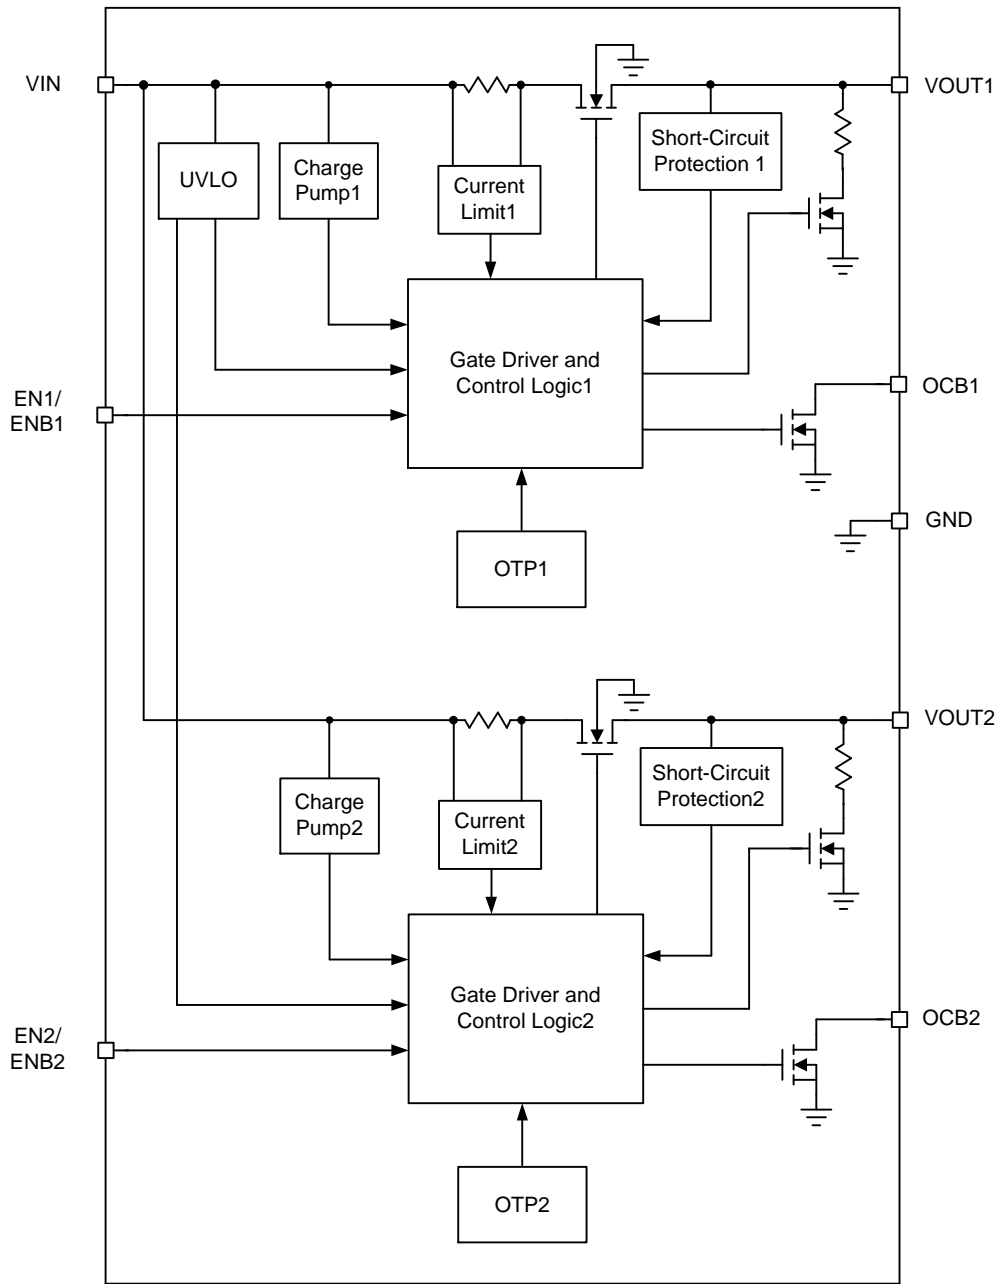 VIN
VOUT1
UVLO
Charge
Pump1
Current
Limit1
Short-Circuit
Protection 1
Gate Driver and
Control Logic1
EN1/
ENB1
OCB1
GND
OTP1
VOUT2
Charge
Pump2
Current
Limit2
Short-Circuit
Protection2
Gate Driver and
Control Logic2
EN2/
ENB2
OCB2
OTP2